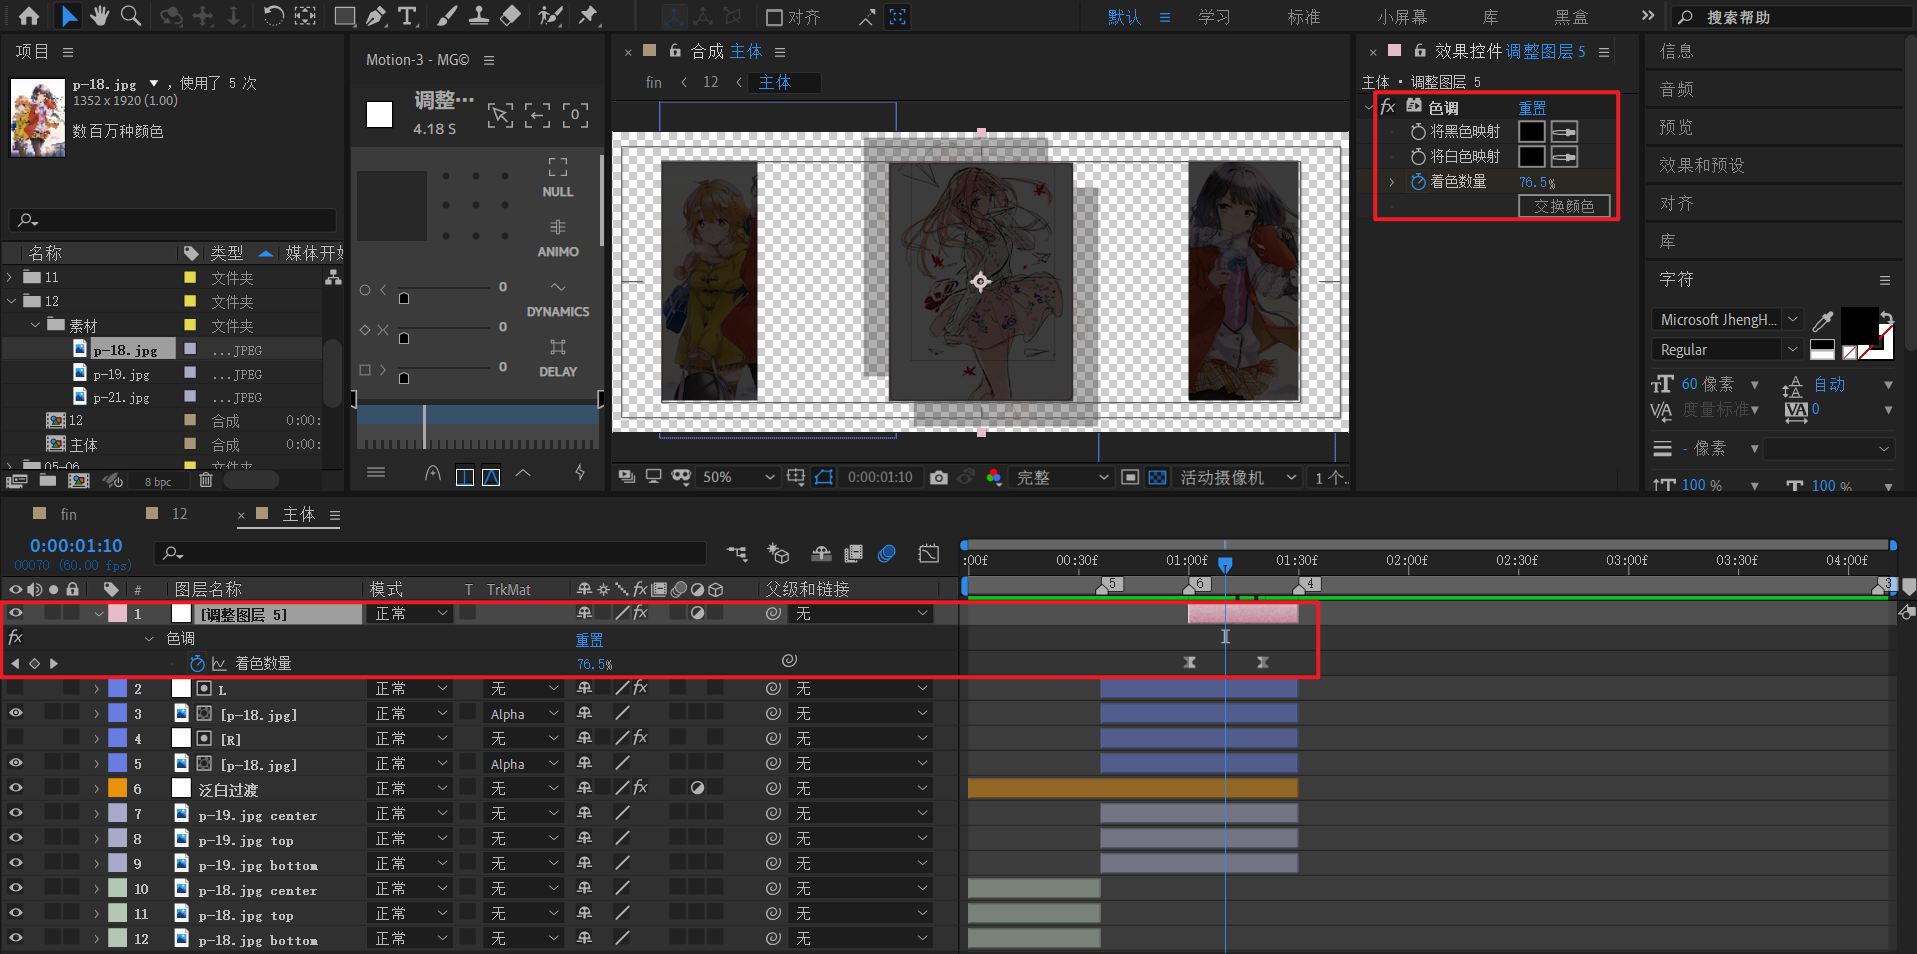 对齐
默认
学习
标准
小屏幕
库
黑盒
搜索帮助
项目
p-18.jpg ▼ ，使用了 5 次
1352 x 1920 (1.00)
数百万种颜色
名称
类型
媒体开始
11
文件夹
12
文件夹
素材
文件夹
p-18.jpg
...JPEG
p-19.jpg
...JPEG
p-21.jpg
...JPEG
12
合成
0:00:
主体
合成
0:00:
05-06
文件夹
8 bpc
Motion-3 - MG©
调整···
4.18 S
0
NULL
ANIMO
0
DYNAMICS
0
0
DELAY
合成 主体
fin
12
主体
50%
0:00:01:10
完整
活动摄像机
1 个..
效果控件 调整图层 5
主体 · 调整图层 5
fx 色调
重置
将黑色映射
将白色映射
着色数量
76.5%
交换颜色
信息
音频
预览
效果和预设
对齐
库
字符
Microsoft JhengH...
Regular
60 像素
自动
度量标准
0
- 像素
100 %
100 %
fin
12
主体
0:00:01:10
00070 (60.00 fps)
:00f
00:30f
01:00f
01:30f
02:00f
02:30f
03:00f
03:30f
04:00f
5
6
4
3
#
图层名称
模式
T
TrkMat
fx
父级和链接
1
[调整图层 5]
正常
fx
无
fx
色调
重置
着色数量
76.5%
2
L
正常
无
fx
无
3
[p-18.jpg]
正常
Alpha
无
4
[R]
正常
无
fx
无
5
[p-18.jpg]
正常
Alpha
无
6
泛白过渡
正常
无
fx
无
7
p-19.jpg center
正常
无
无
8
p-19.jpg top
正常
无
无
9
p-19.jpg bottom
正常
无
无
10
p-18.jpg center
正常
无
无
11
p-18.jpg top
正常
无
无
12
p-18.jpg bottom
正常
无
无